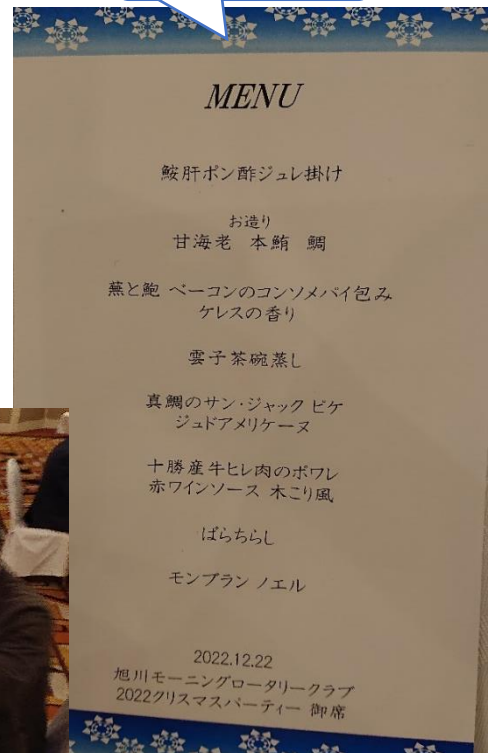 MENU
鮟肝ポン酢ジュレ掛け
お造り
甘海老 本鮪 鯛
蕪と鮑 ベーコンのコンソメパイ包み
ケレスの香り
雲子茶碗蒸し
真鯛のサン・ジャック ピケ
ジュドアメリケーヌ
十勝産牛ヒレ肉のポワレ
赤ワインソース 木こり風
ばらちらし
モンブラン ノエル
2022.12.22
旭川モーニングロータリークラブ
2022クリスマスパーティー 御席